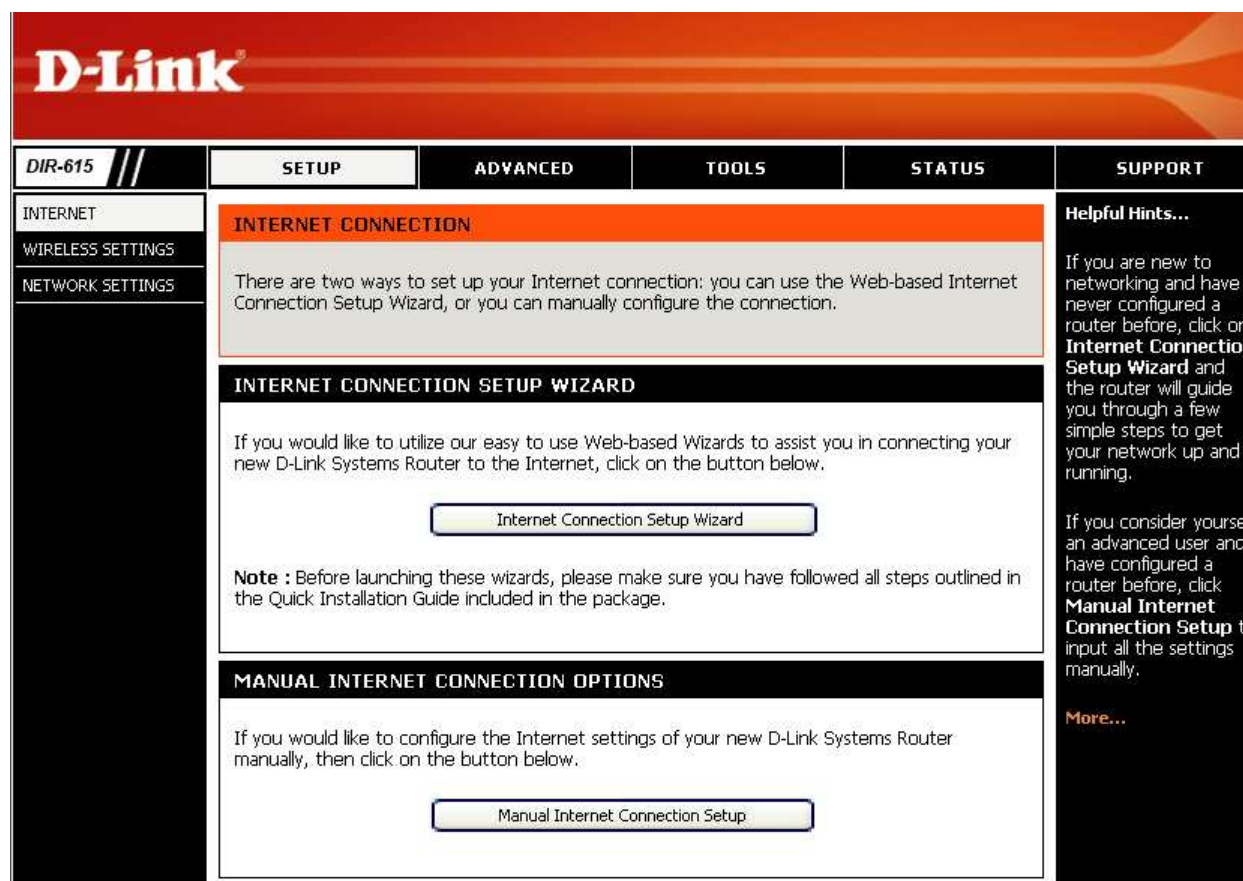 D-Link
DIR-615
SETUP
ADVANCED
TOOLS
STATUS
SUPPORT
INTERNET
WIRELESS SETTINGS
NETWORK SETTINGS
INTERNET CONNECTION
There are two ways to set up your Internet connection: you can use the Web-based Internet
Connection Setup Wizard, or you can manually configure the connection.
INTERNET CONNECTION SETUP WIZARD
If you would like to utilize our easy to use Web-based Wizards to assist you in connecting your
new D-Link Systems Router to the Internet, click on the button below.
Internet Connection Setup Wizard
Note : Before launching these wizards, please make sure you have followed all steps outlined in
the Quick Installation Guide included in the package.
MANUAL INTERNET CONNECTION OPTIONS
If you would like to configure the Internet settings of your new D-Link Systems Router
manually, then click on the button below.
Manual Internet Connection Setup
Helpful Hints...
If you are new to
networking and have
never configured a
router before, click on
Internet Connectio
Setup Wizard and
the router will guide
you through a few
simple steps to get
your network up and
running.
If you consider yourse
an advanced user and
have configured a
router before, click
Manual Internet
Connection Setup t
input all the settings
manually.
More...